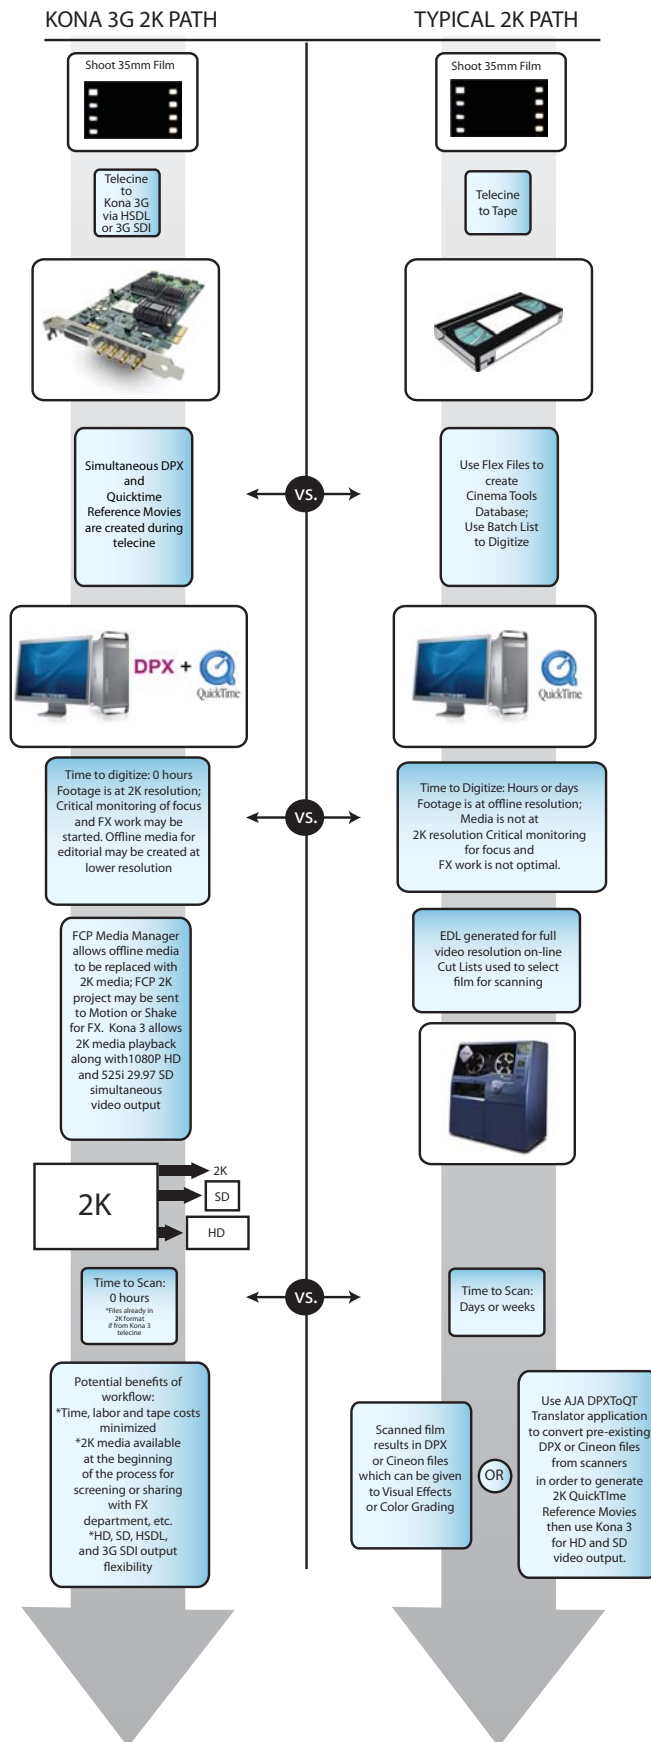 KONA 3G 2K PATH
TYPICAL 2K PATH
Shoot 35mm Film
Shoot 35mm Film
Telecine
to
Kona 3G
via HSDL
or 3G SDI
Telecine
to Tape
Simultaneous DPX
and
Quicktime
Reference Movies
are created during
telecine
vs.
Use Flex Files to
create
Cinema Tools
Database;
Use Batch List
to Digitize
DPX +
QuickTime
QuickTime
Time to digitize: 0 hours
Footage is at 2K resolution;
Critical monitoring of focus
and FX work may be
started. Offline media for
editorial may be created at
lower resolution
vs.
Time to Digitize: Hours or days
Footage is at offline resolution;
Media is not at
2K resolution Critical monitoring
for focus and
FX work is not optimal.
FCP Media Manager
allows offline media
to be replaced with
2K media; FCP 2K
project may be sent
to Motion or Shake
for FX. Kona 3 allows
2K media playback
along with1080P HD
and 525i 29.97 SD
simultaneous
video output
EDL generated for full
video resolution on-line
Cut Lists used to select
film for scanning
2K
2K
SD
HD
Time to Scan:
0 hours
*Files already in
2K format
if from Kona 3
telecine
vs.
Time to Scan:
Days or weeks
Potential benefits of
workflow:
*Time, labor and tape costs
minimized
*2K media available
at the beginning
of the process for
screening or sharing
with FX
department, etc.
*HD, SD, HSDL,
and 3G SDI output
flexibility
Scanned film
results in DPX
or Cineon files
which can be given
to Visual Effects
or Color Grading
OR
Use AJA DPXToQT
Translator application
to convert pre-existing
DPX or Cineon files
from scanners
in order to generate
2K QuickTIme
Reference Movies
then use Kona 3
for HD and SD
video output.